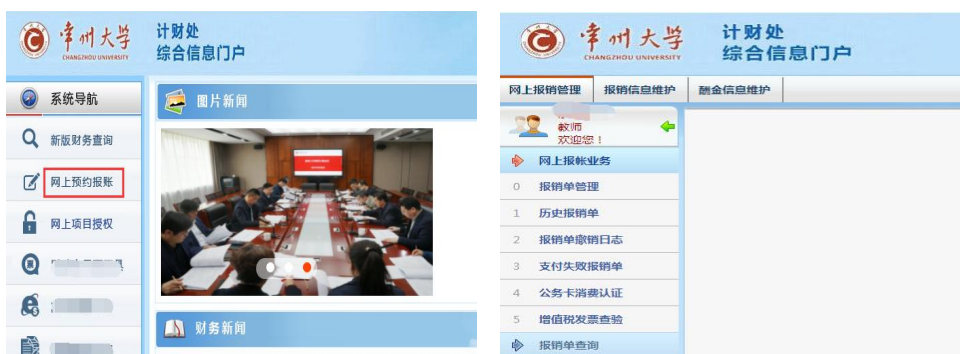 常州大学
CHANGZHOU UNIVERSITY
计财处
综合信息门户
系统导航
新版财务查询
网上预约报账
网上项目授权
图片新闻
财务新闻
常州大学
CHANGZHOU UNIVERSITY
计财处
综合信息门户
网上报销管理
报销信息维护
酬金信息维护
教师
欢迎您！
网上报帐业务
0 报销单管理
1 历史报销单
2 报销单撤销日志
3 支付失败报销单
4 公务卡消费认证
5 增值税发票查验
报销单查询